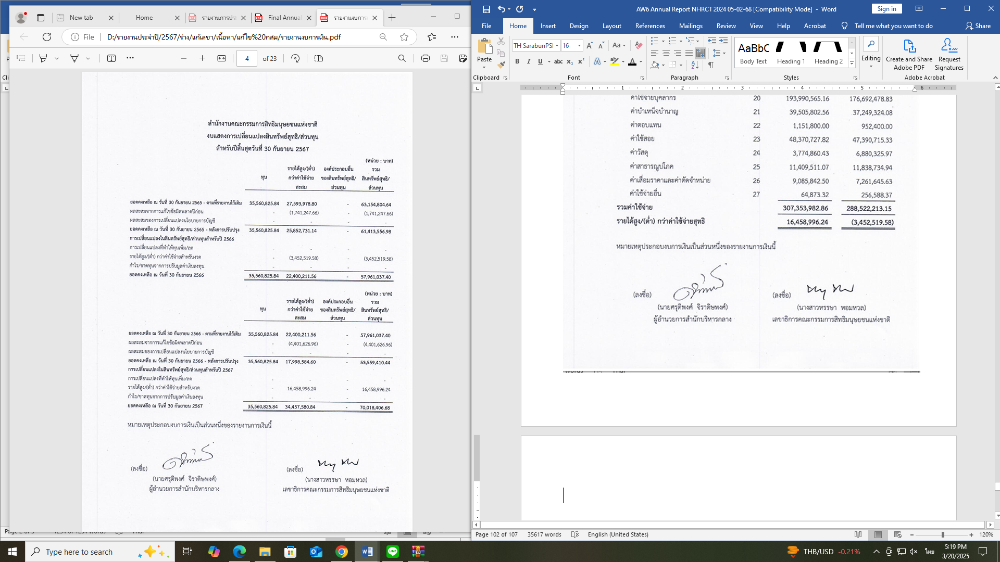 New tab
Home
รายงานการประ
Final Annua
รายงานงบการเ
File
D:/รายงานประจำปี/2567/ร่าง/แก้เลขา/เนื้อหา/แก้ไข%20กสม/รายงานงบการเงิน.pdf
4 of 23
สำนักงานคณะกรรมการสิทธิมนุษยชนแห่งชาติ
งบแสดงการเปลี่ยนแปลงสินทรัพย์สุทธิ/ส่วนทุน
สำหรับปีสิ้นสุดวันที่ 30 กันยายน 2567
(หน่วย : บาท)
ทุน รายได้สูง/(ต่ำ) กว่าค่าใช้จ่าย สะสม องค์ประกอบอื่น ของสินทรัพย์สุทธิ/ ส่วนทุน รวม สินทรัพย์สุทธิ/ ส่วนทุน
ยอดคงเหลือ ณ วันที่ 30 กันยายน 2565 - ตามที่รายงานไว้เดิม 35,560,825.84 27,593,978.80 - 63,154,804.64
ผลสะสมจากการแก้ไขข้อผิดพลาดปีก่อน - (1,741,247.66) - (1,741,247.66)
ผลสะสมของการเปลี่ยนแปลงนโยบายการบัญชี - - - -
ยอดคงเหลือ ณ วันที่ 30 กันยายน 2565 - หลังการปรับปรุง 35,560,825.84 25,852,731.14 - 61,413,556.98
การเปลี่ยนแปลงในสินทรัพย์สุทธิ/ส่วนทุนสำหรับปี 2566
การเปลี่ยนแปลงที่ทำให้ทุนเพิ่ม/ลด - - - -
รายได้สูง/(ต่ำ) กว่าค่าใช้จ่ายสำหรับงวด - (3,452,519.58) - (3,452,519.58)
กำไร/ขาดทุนจากการปรับมูลค่าเงินลงทุน - - - -
ยอดคงเหลือ ณ วันที่ 30 กันยายน 2566 35,560,825.84 22,400,211.56 - 57,961,037.40
(หน่วย : บาท)
ทุน รายได้สูง/(ต่ำ) กว่าค่าใช้จ่าย สะสม องค์ประกอบอื่น ของสินทรัพย์สุทธิ/ ส่วนทุน รวม สินทรัพย์สุทธิ/ ส่วนทุน
ยอดคงเหลือ ณ วันที่ 30 กันยายน 2566 - ตามที่รายงานไว้เดิม 35,560,825.84 22,400,211.56 - 57,961,037.40
ผลสะสมจากการแก้ไขข้อผิดพลาดปีก่อน - (4,401,626.96) - (4,401,626.96)
ผลสะสมของการเปลี่ยนแปลงนโยบายการบัญชี - - - -
ยอดคงเหลือ ณ วันที่ 30 กันยายน 2566 - หลังการปรับปรุง 35,560,825.84 17,998,584.60 - 53,559,410.44
การเปลี่ยนแปลงในสินทรัพย์สุทธิ/ส่วนทุนสำหรับปี 2567
การเปลี่ยนแปลงที่ทำให้ทุนเพิ่ม/ลด - - - -
รายได้สูง/(ต่ำ) กว่าค่าใช้จ่ายสำหรับงวด - 16,458,996.24 - 16,458,996.24
กำไร/ขาดทุนจากการปรับมูลค่าเงินลงทุน - - - -
ยอดคงเหลือ ณ วันที่ 30 กันยายน 2567 35,560,825.84 34,457,580.84 - 70,018,406.68
หมายเหตุประกอบงบการเงินเป็นส่วนหนึ่งของรายงานการเงินนี้
(ลงชื่อ) (ลงชื่อ)
(นายศรุติพงศ์ จิราดิษพงศ์) (นางสาวหรรษา หอมหวล)
ผู้อำนวยการสำนักบริหารกลาง เลขาธิการคณะกรรมการสิทธิมนุษยชนแห่งชาติ
AW6 Annual Report NHRCT 2024 05-02-68 [Compatibility Mode] - Word
Sign in
File Home Insert Design Layout References Mailings Review View Help Acrobat Tell me what you want to do Share
Paste
TH SarabunPSI 16
AaBbC
Body Text Heading 1 Heading 2
Editing
Create and Share Adobe PDF
Request Signatures
Clipboard Font Paragraph Styles Adobe Acrobat
1 2 3 4 5 6
ค่าใช้จ่ายบุคลากร 20 193,990,565.16 176,692,478.83
ค่าบำเหน็จบำนาญ 21 39,505,802.56 37,249,324.08
ค่าตอบแทน 22 1,151,800.00 952,400.00
ค่าใช้สอย 23 48,370,727.82 47,390,715.33
ค่าวัสดุ 24 3,774,860.43 6,880,325.97
ค่าสาธารณูปโภค 25 11,409,511.07 11,838,734.94
ค่าเสื่อมราคาและค่าตัดจำหน่าย 26 9,085,842.50 7,261,645.63
ค่าใช้จ่ายอื่น 27 64,873.32 256,588.37
รวมค่าใช้จ่าย 307,353,982.86 288,522,213.15
รายได้สูง/(ต่ำ) กว่าค่าใช้จ่ายสุทธิ 16,458,996.24 (3,452,519.58)
หมายเหตุประกอบงบการเงินเป็นส่วนหนึ่งของรายงานการเงินนี้
(ลงชื่อ) (ลงชื่อ)
(นายศรุติพงศ์ จิราดิษพงศ์) (นางสาวหรรษา หอมหวล)
ผู้อำนวยการสำนักบริหารกลาง เลขาธิการคณะกรรมการสิทธิมนุษยชนแห่งชาติ
Page 102 of 107 35617 words English (United States) 120%
Type here to search
THB/USD -0.21%
ไทย
5:19 PM
3/20/2025